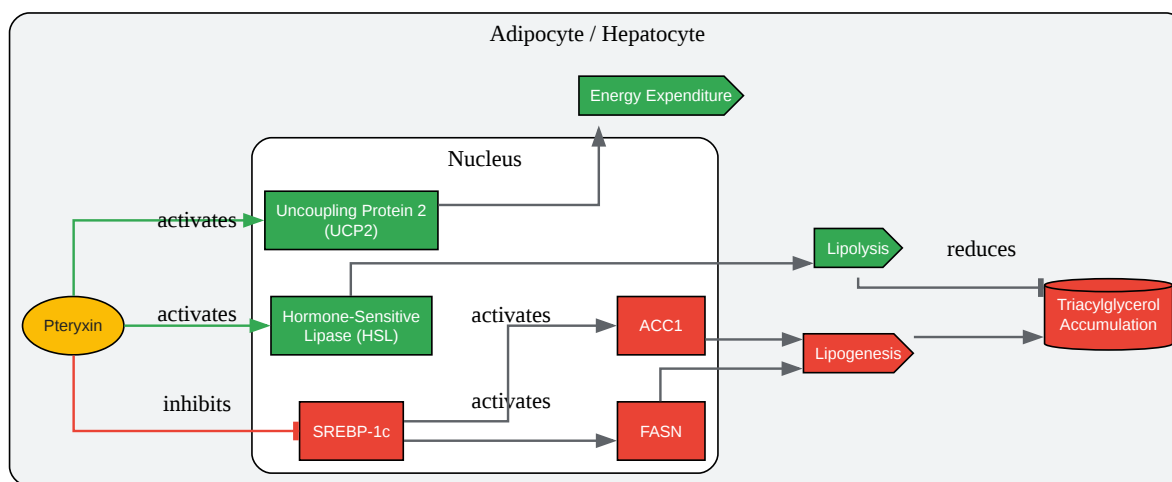 Adipocyte / Hepatocyte
Energy Expenditure
Nucleus
activates
Uncoupling Protein 2
(UCP2)
Lipolysis
reduces
Pteryxin
activates
Hormone-Sensitive
Lipase (HSL)
activates
ACC1
Triacylglycerol
Accumulation
Lipogenesis
inhibits
SREBP-1c
activates
FASN